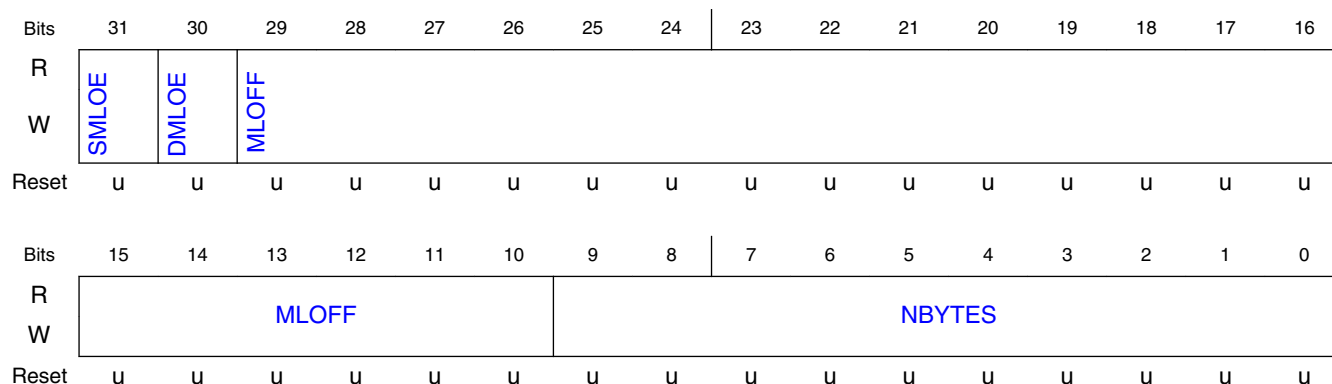 Bits 31 30 29 28 27 26 25 24 23 22 21 20 19 18 17 16
R
SMLOE DMLOE MLOFF
W
Reset u u u u u u u u u u u u u u u u
Bits 15 14 13 12 11 10 9 8 7 6 5 4 3 2 1 0
R
MLOFF NBYTES
W
Reset u u u u u u u u u u u u u u u u